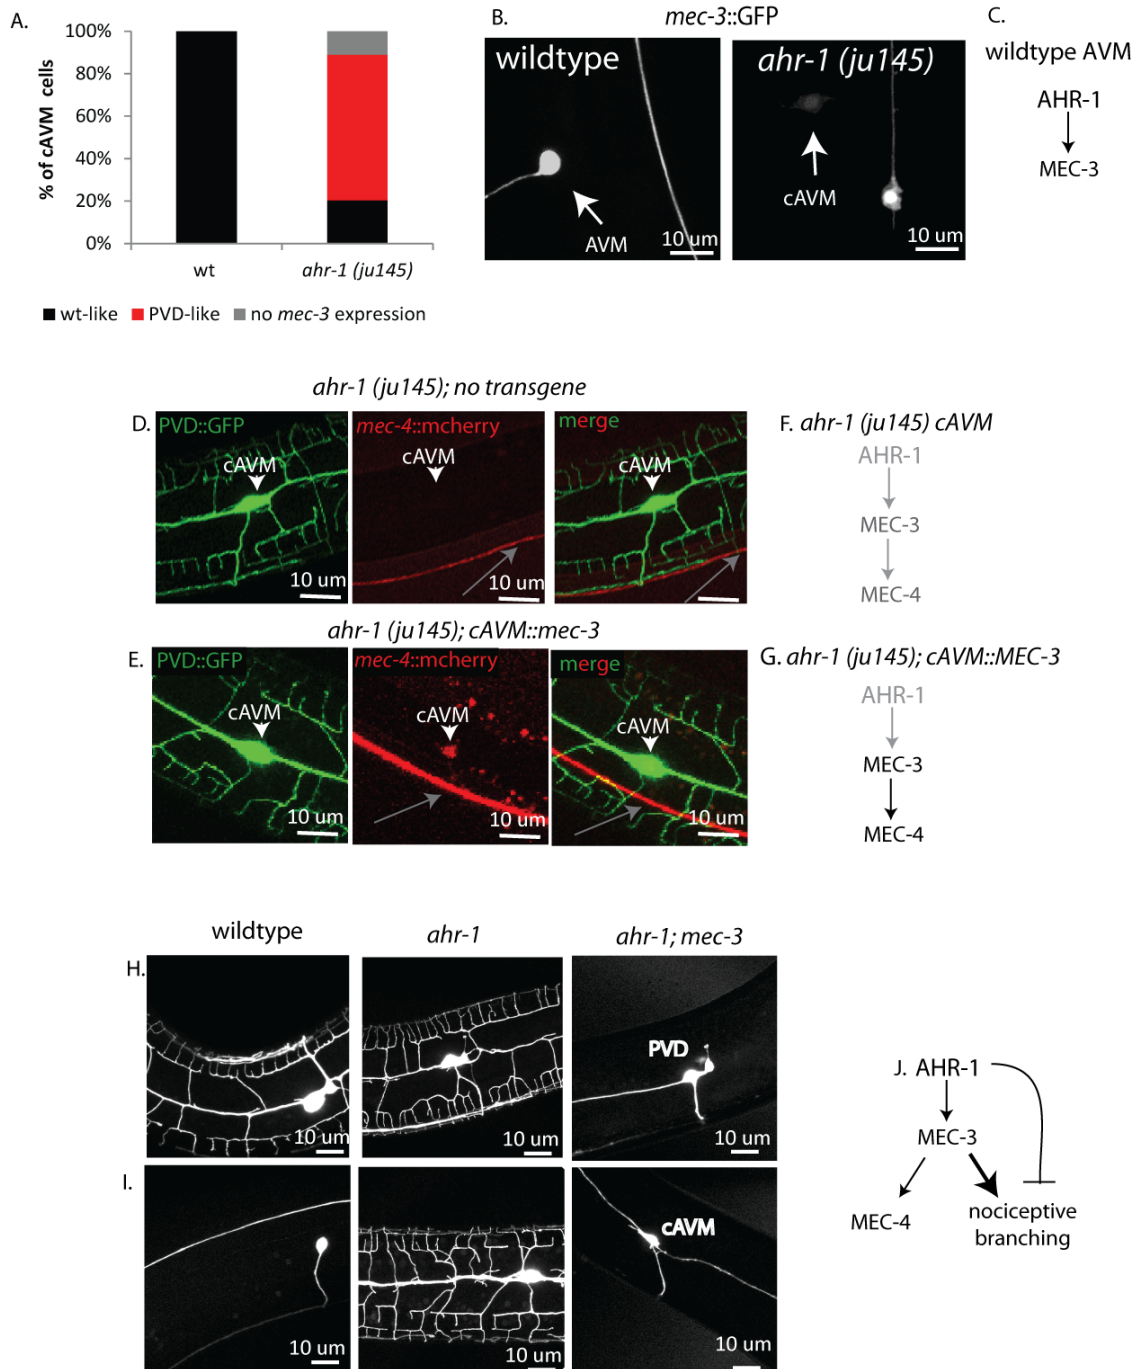 A.
100%
80%
60%
40%
20%
0%
% of cAVM cells
wt
ahr-1 (ju145)
wt-like
PVD-like
no mec-3 expression
B.
mec-3::GFP
wildtype
AVM
10 um
ahr-1 (ju145)
cAVM
10 um
C.
wildtype AVM
AHR-1
MEC-3
ahr-1 (ju145); no transgene
D.
PVD::GFP
cAVM
10 um
mec-4::mcherry
cAVM
10 um
merge
cAVM
F. ahr-1 (ju145) cAVM
AHR-1
MEC-3
MEC-4
ahr-1 (ju145); cAVM::mec-3
E.
PVD::GFP
cAVM
10 um
mec-4::mcherry
cAVM
10 um
merge
cAVM
10 um
G. ahr-1 (ju145); cAVM::MEC-3
AHR-1
MEC-3
MEC-4
wildtype
ahr-1
ahr-1; mec-3
H.
10 um
10 um
PVD
10 um
I.
10 um
10 um
cAVM
10 um
J. AHR-1
MEC-3
MEC-4
nociceptive
branching